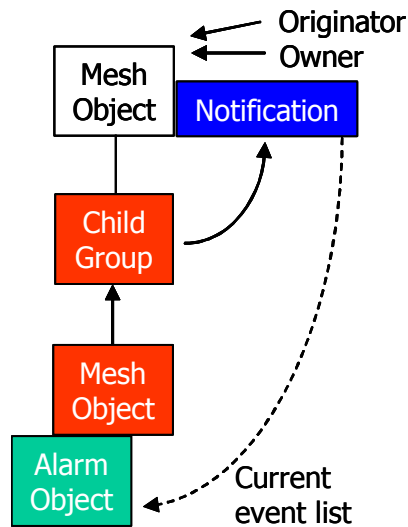 Originator
Owner
Mesh
Object
Notification
Child
Group
Mesh
Object
Alarm
Object
Current
event list